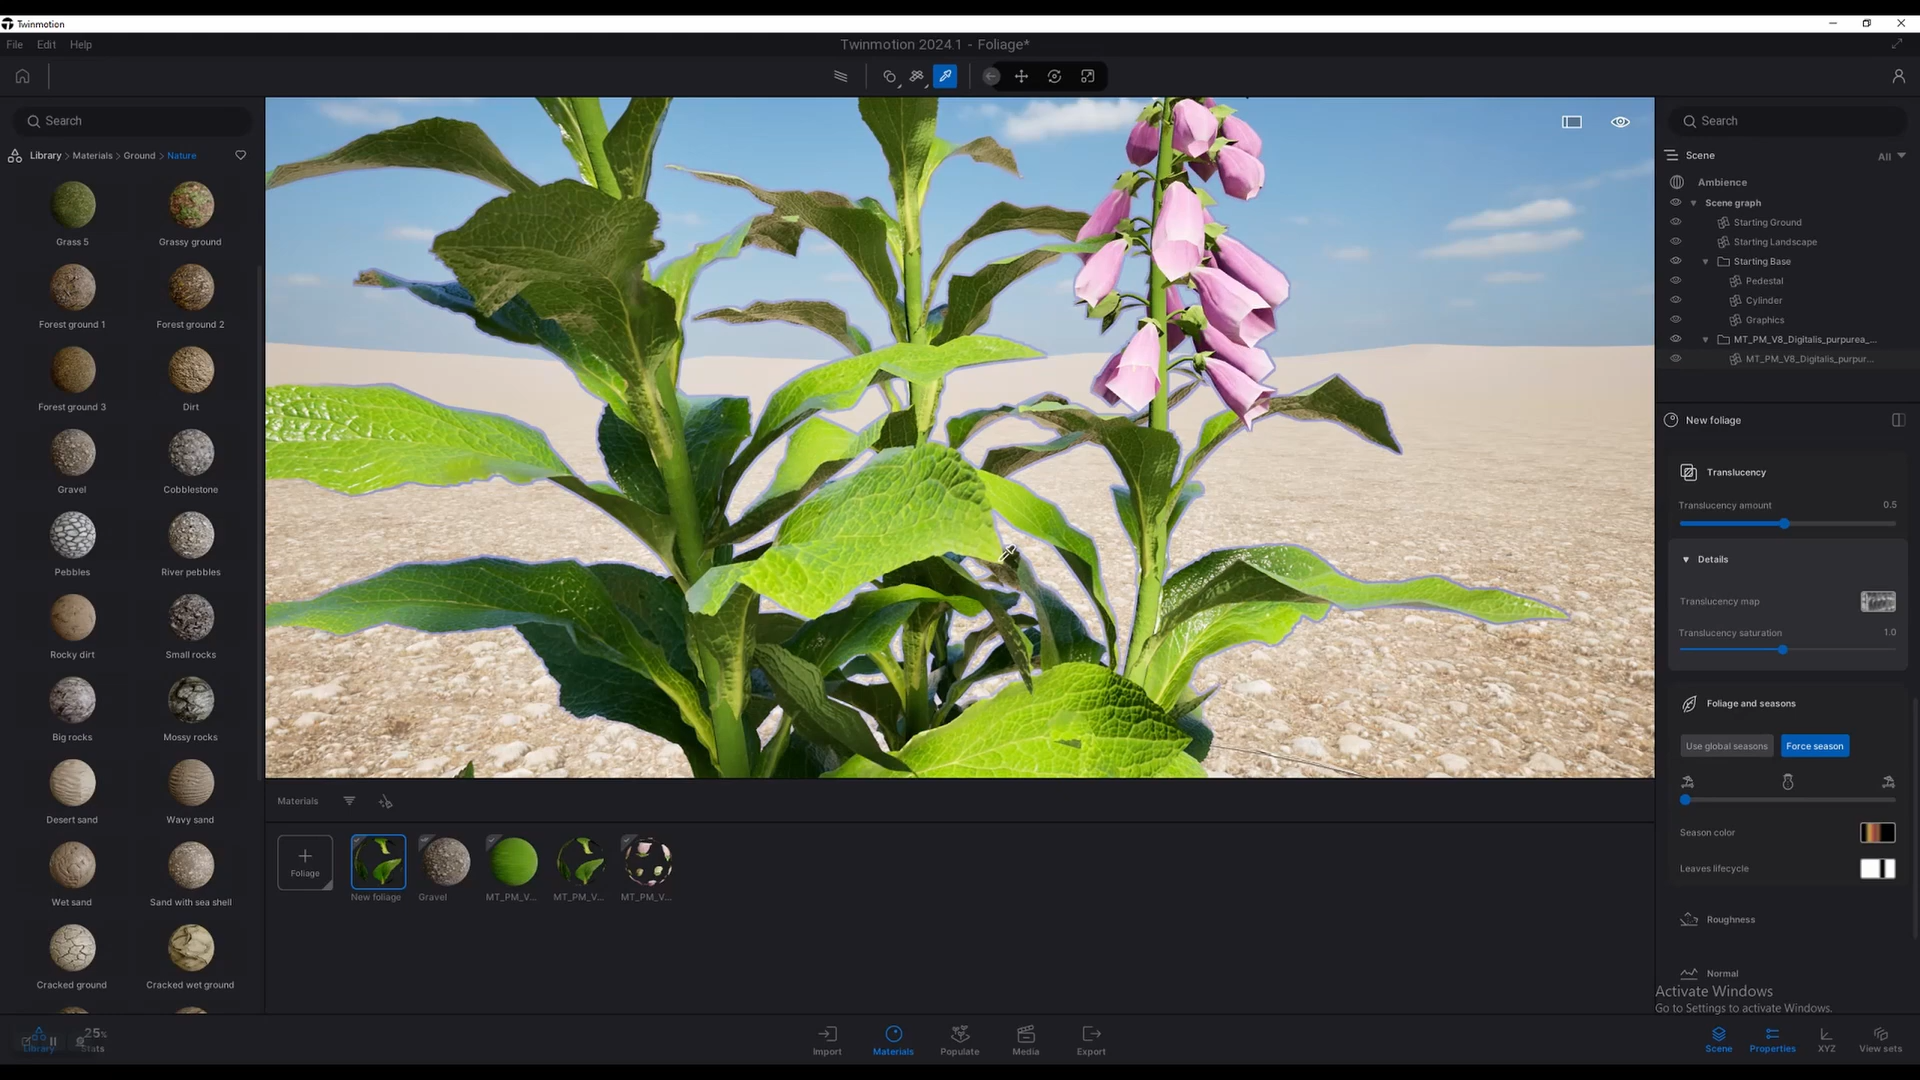 Twinmotion
File Edit Help
Twinmotion 2024.1 - Foliage*
Search
Library > Materials > Ground > Nature
Grass 5
Grassy ground
Forest ground 1
Forest ground 2
Forest ground 3
Dirt
Gravel
Cobblestone
Pebbles
River pebbles
Rocky dirt
Small rocks
Big rocks
Mossy rocks
Desert sand
Wavy sand
Wet sand
Sand with sea shell
Cracked ground
Cracked wet ground
Library
25%
Stats
Materials
Foliage
New foliage
Gravel
MT_PM_V...
MT_PM_V...
MT_PM_V...
Import
Materials
Populate
Media
Export
Search
Scene
All
Ambience
Scene graph
Starting Ground
Starting Landscape
Starting Base
Pedestal
Cylinder
Graphics
MT_PM_V8_Digitalis_purpurea_...
MT_PM_V8_Digitalis_purpur...
New foliage
Translucency
Translucency amount 0.5
Details
Translucency map
Translucency saturation 1.0
Foliage and seasons
Use global seasons
Force season
Season color
Leaves lifecycle
Roughness
Normal
Activate Windows
Go to Settings to activate Windows.
Scene
Properties
XYZ
View sets